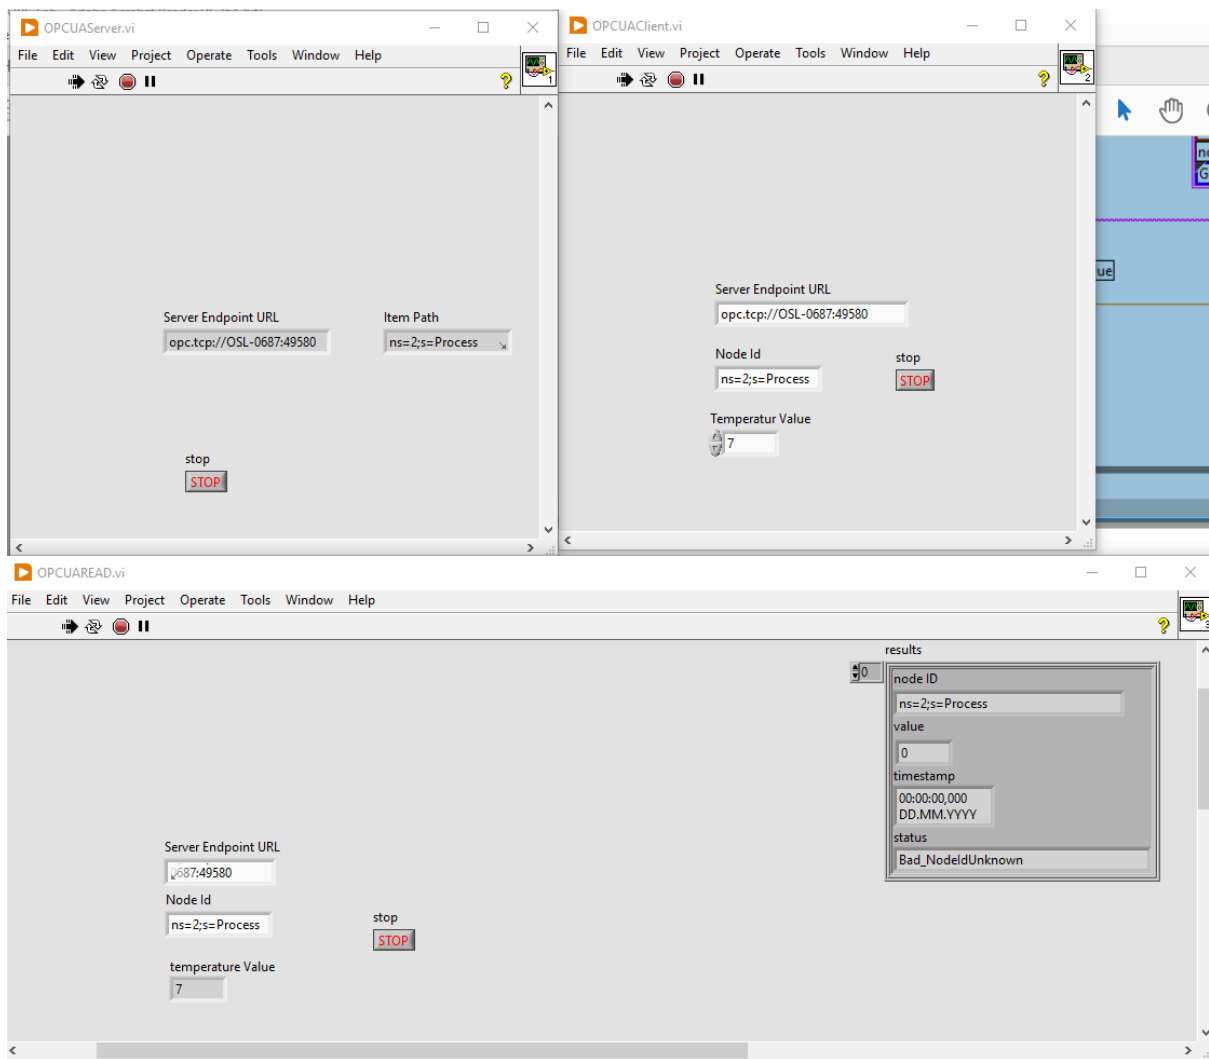 OPCUAServer.vi
File Edit View Project Operate Tools Window Help
1
Server Endpoint URL
opc.tcp://OSL-0687:49580
Item Path
ns=2;s=Process
stop
STOP
OPCUAClient.vi
File Edit View Project Operate Tools Window Help
2
Server Endpoint URL
opc.tcp://OSL-0687:49580
Node Id
ns=2;s=Process
stop
STOP
Temperatur Value
7
ue
OPCUAREAD.vi
File Edit View Project Operate Tools Window Help
3
results
0
node ID
ns=2;s=Process
value
0
timestamp
00:00:00,000
DD.MM.YYYY
status
Bad_NodeIdUnknown
Server Endpoint URL
0687:49580
Node Id
ns=2;s=Process
stop
STOP
temperature Value
7